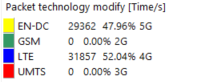 Packet technology modify [Time/s]
EN-DC 29362 47.96% 5G
GSM 0 0.00% 2G
LTE 31857 52.04% 4G
UMTS 0 0.00% 3G